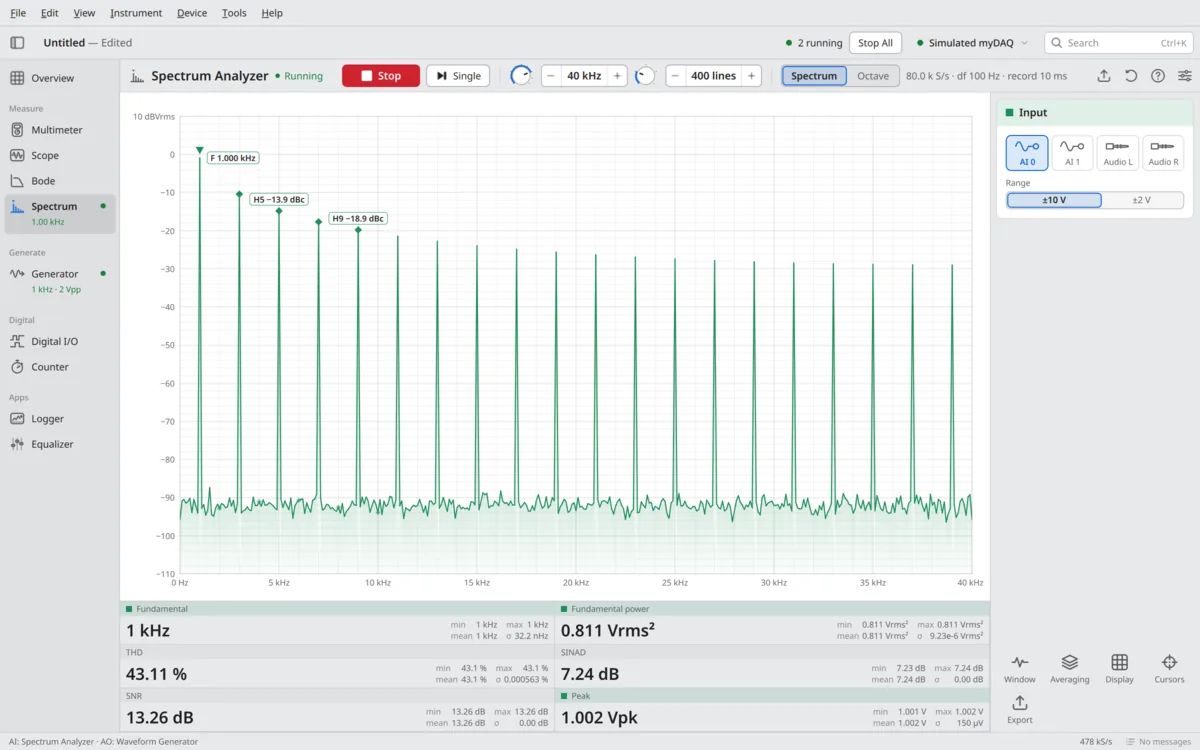 File Edit View Instrument Device Tools Help
Untitled — Edited
2 running
Stop All
Simulated myDAQ
Search Ctrl+K
Overview
Measure
Multimeter
Scope
Bode
Spectrum
1.00 kHz
Generate
Generator
1 kHz · 2 Vpp
Digital
Digital I/O
Counter
Apps
Logger
Equalizer
Spectrum Analyzer
Running
Stop
Single
− 40 kHz +
− 400 lines +
Spectrum Octave
80.0 k S/s · df 100 Hz · record 10 ms
10 dBVrms
0
−10
−20
−30
−40
−50
−60
−70
−80
−90
−100
−110
F 1.000 kHz
H5 −13.9 dBc
H9 −18.9 dBc
0 Hz 5 kHz 10 kHz 15 kHz 20 kHz 25 kHz 30 kHz 35 kHz 40 kHz
Input
AI 0 AI 1 Audio L Audio R
Range
±10 V ±2 V
Fundamental
1 kHz
min 1 kHz max 1 kHz
mean 1 kHz σ 32.2 nHz
Fundamental power
0.811 Vrms²
min 0.811 Vrms² max 0.811 Vrms²
mean 0.811 Vrms² σ 9.23e-6 Vrms²
THD
43.11 %
min 43.1 % max 43.1 %
mean 43.1 % σ 0.000563 %
SINAD
7.24 dB
min 7.23 dB max 7.24 dB
mean 7.24 dB σ 0.00 dB
SNR
13.26 dB
min 13.26 dB max 13.26 dB
mean 13.26 dB σ 0.00 dB
Peak
1.002 Vpk
min 1.001 V max 1.002 V
mean 1.002 V σ 150 μV
Window Averaging Display Cursors
Export
AI: Spectrum Analyzer · AO: Waveform Generator
478 kS/s
No messages